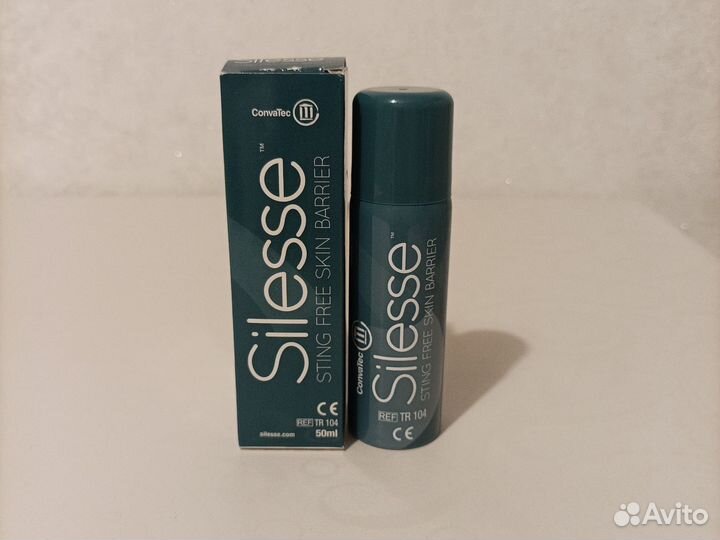 ConvaTec
Silesse™
STING FREE SKIN BARRIER
CE
REF TR 104
silesse.com 50ml
ConvaTec
Silesse™
STING FREE SKIN BARRIER
REF TR 104
CE
Avito